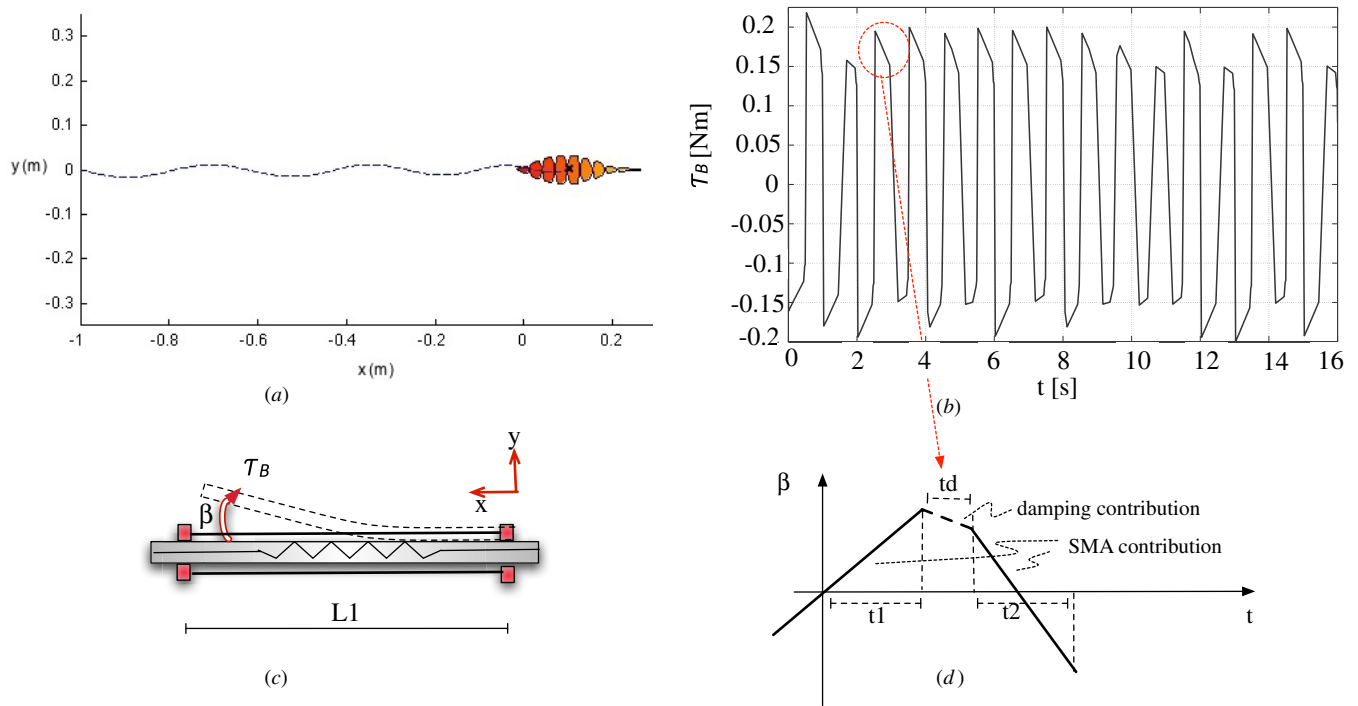 0.3
0.2
0.1
y (m)
0
-0.1
-0.2
-0.3
-1
-0.8
-0.6
-0.4
-0.2
0
0.2
x (m)
(a)
0.2
0.15
0.1
0.05
0
-0.05
-0.1
-0.15
-0.2
τB [Nm]
0
2
4
6
8
10
12
14
16
t [s]
(b)
y
x
τB
β
L1
(c)
β
td
damping contribution
SMA contribution
t1
t2
t
(d)